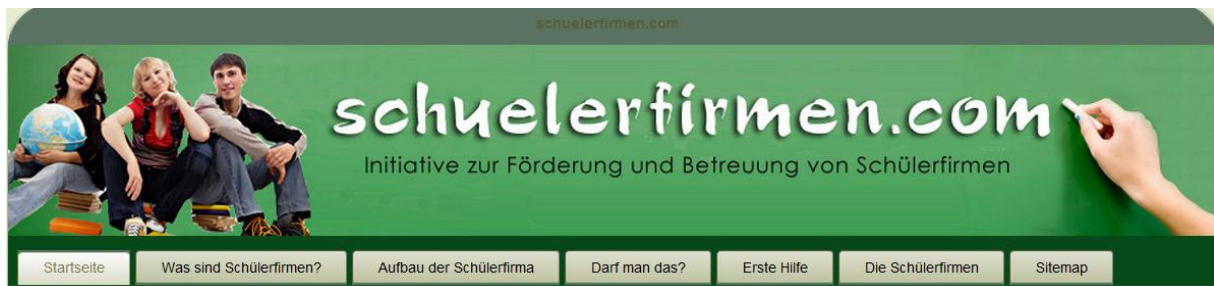 schuelerfirmen.com
schuelerfirmen.com
Initiative zur Förderung und Betreuung von Schülerfirmen
Startseite Was sind Schülerfirmen? Aufbau der Schülerfirma Darf man das? Erste Hilfe Die Schülerfirmen Sitemap